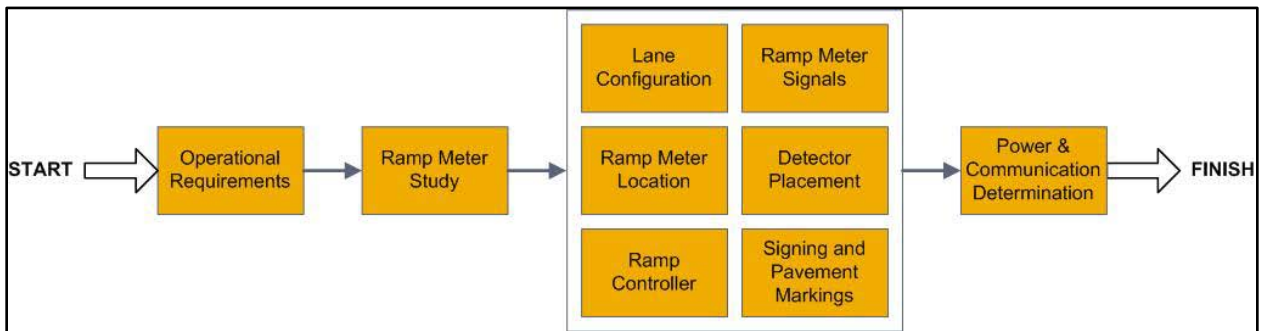 START
Operational
Requirements
Ramp Meter
Study
Lane
Configuration
Ramp Meter
Signals
Ramp Meter
Location
Detector
Placement
Ramp
Controller
Signing and
Pavement
Markings
Power &
Communication
Determination
FINISH